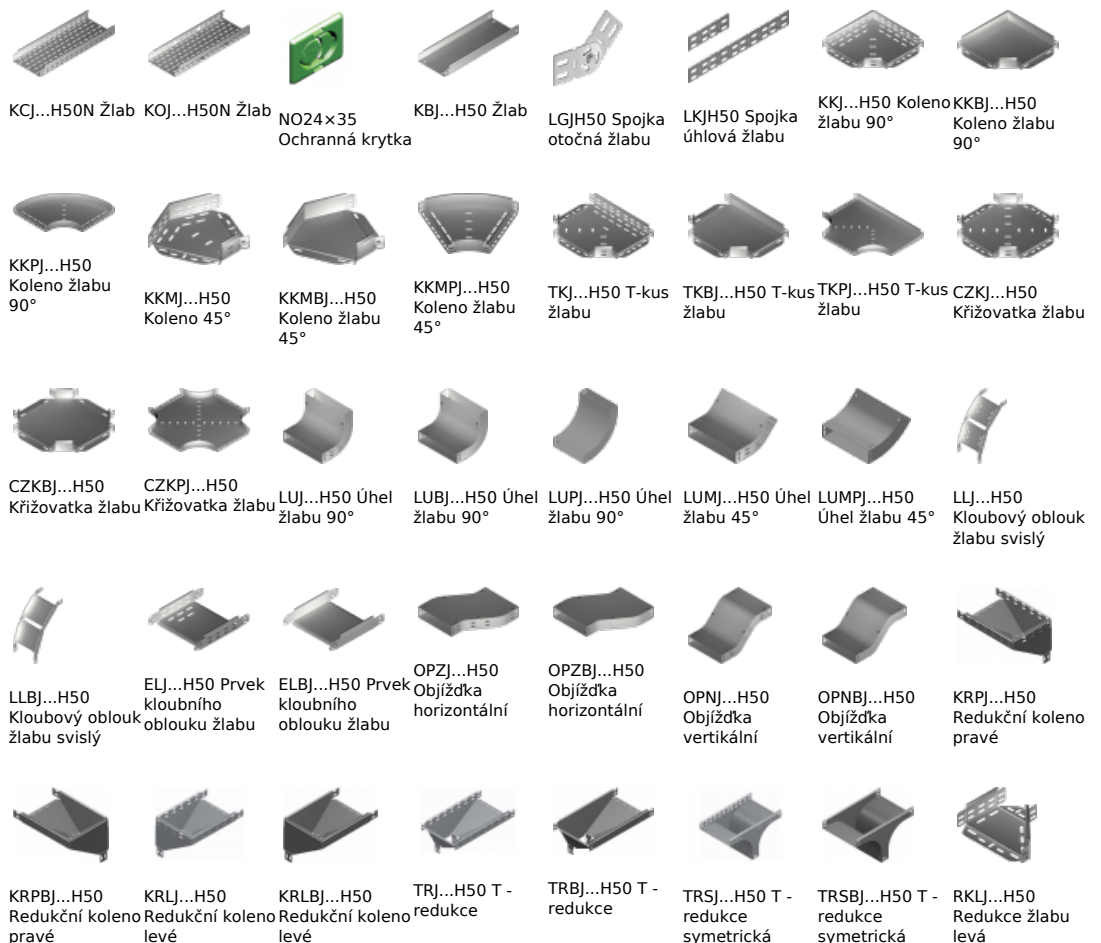 KCJ...H50N Žlab
KOJ...H50N Žlab
NO24×35
Ochranná krytka
KBJ...H50 Žlab
LGJH50 Spojka
otočná žlabu
LKJH50 Spojka
úhlová žlabu
KKJ...H50 Koleno
žlabu 90°
KKBJ...H50
Koleno žlabu
90°
KKPJ...H50
Koleno žlabu
90°
KKMJ...H50
Koleno 45°
KKMBJ...H50
Koleno žlabu
45°
KKMPJ...H50
Koleno žlabu
45°
TKJ...H50 T-kus
žlabu
TKBJ...H50 T-kus
žlabu
TKPJ...H50 T-kus
žlabu
CZKJ...H50
Křižovatka žlabu
CZKBJ...H50
Křižovatka žlabu
CZKPJ...H50
Křižovatka žlabu
LUJ...H50 Úhel
žlabu 90°
LUBJ...H50 Úhel
žlabu 90°
LUPJ...H50 Úhel
žlabu 90°
LUMJ...H50 Úhel
žlabu 45°
LUMPJ...H50
Úhel žlabu 45°
LLJ...H50
Kloubový oblouk
žlabu svislý
LLBJ...H50
Kloubový oblouk
žlabu svislý
ELJ...H50 Prvek
kloubního
oblouku žlabu
ELBJ...H50 Prvek
kloubního
oblouku žlabu
OPZJ...H50
Objížďka
horizontální
OPZBJ...H50
Objížďka
horizontální
OPNJ...H50
Objížďka
vertikální
OPNBJ...H50
Objížďka
vertikální
KRPJ...H50
Redukční koleno
pravé
KRPBJ...H50
Redukční koleno
pravé
KRLJ...H50
Redukční koleno
levé
KRLBJ...H50
Redukční koleno
levé
TRJ...H50 T -
redukce
TRBJ...H50 T -
redukce
TRSJ...H50 T -
redukce
symetrická
TRSBJ...H50 T -
redukce
symetrická
RKLJ...H50
Redukce žlabu
levá